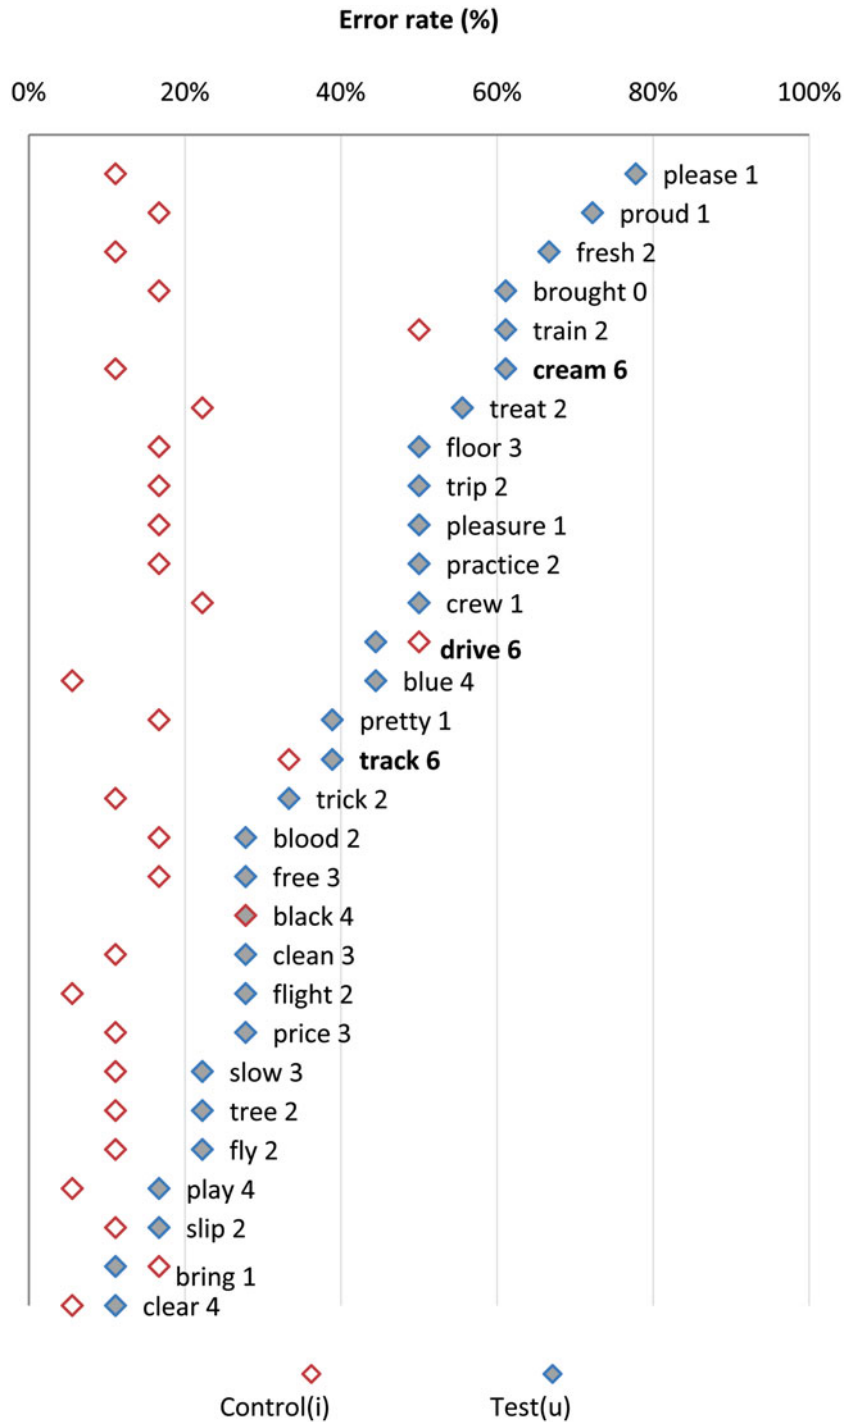 Error rate (%)
0% 20% 40% 60% 80% 100%
please 1
proud 1
fresh 2
brought 0
train 2
cream 6
treat 2
floor 3
trip 2
pleasure 1
practice 2
crew 1
drive 6
blue 4
pretty 1
track 6
trick 2
blood 2
free 3
black 4
clean 3
flight 2
price 3
slow 3
tree 2
fly 2
play 4
slip 2
bring 1
clear 4
Control(i) Test(u)